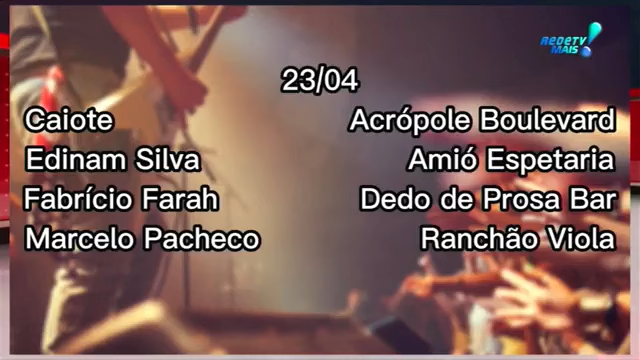 REDETV!
MAIS
23/04
Caiote Acrópole Boulevard
Edinam Silva Amió Espetaria
Fabrício Farah Dedo de Prosa Bar
Marcelo Pacheco Ranchão Viola